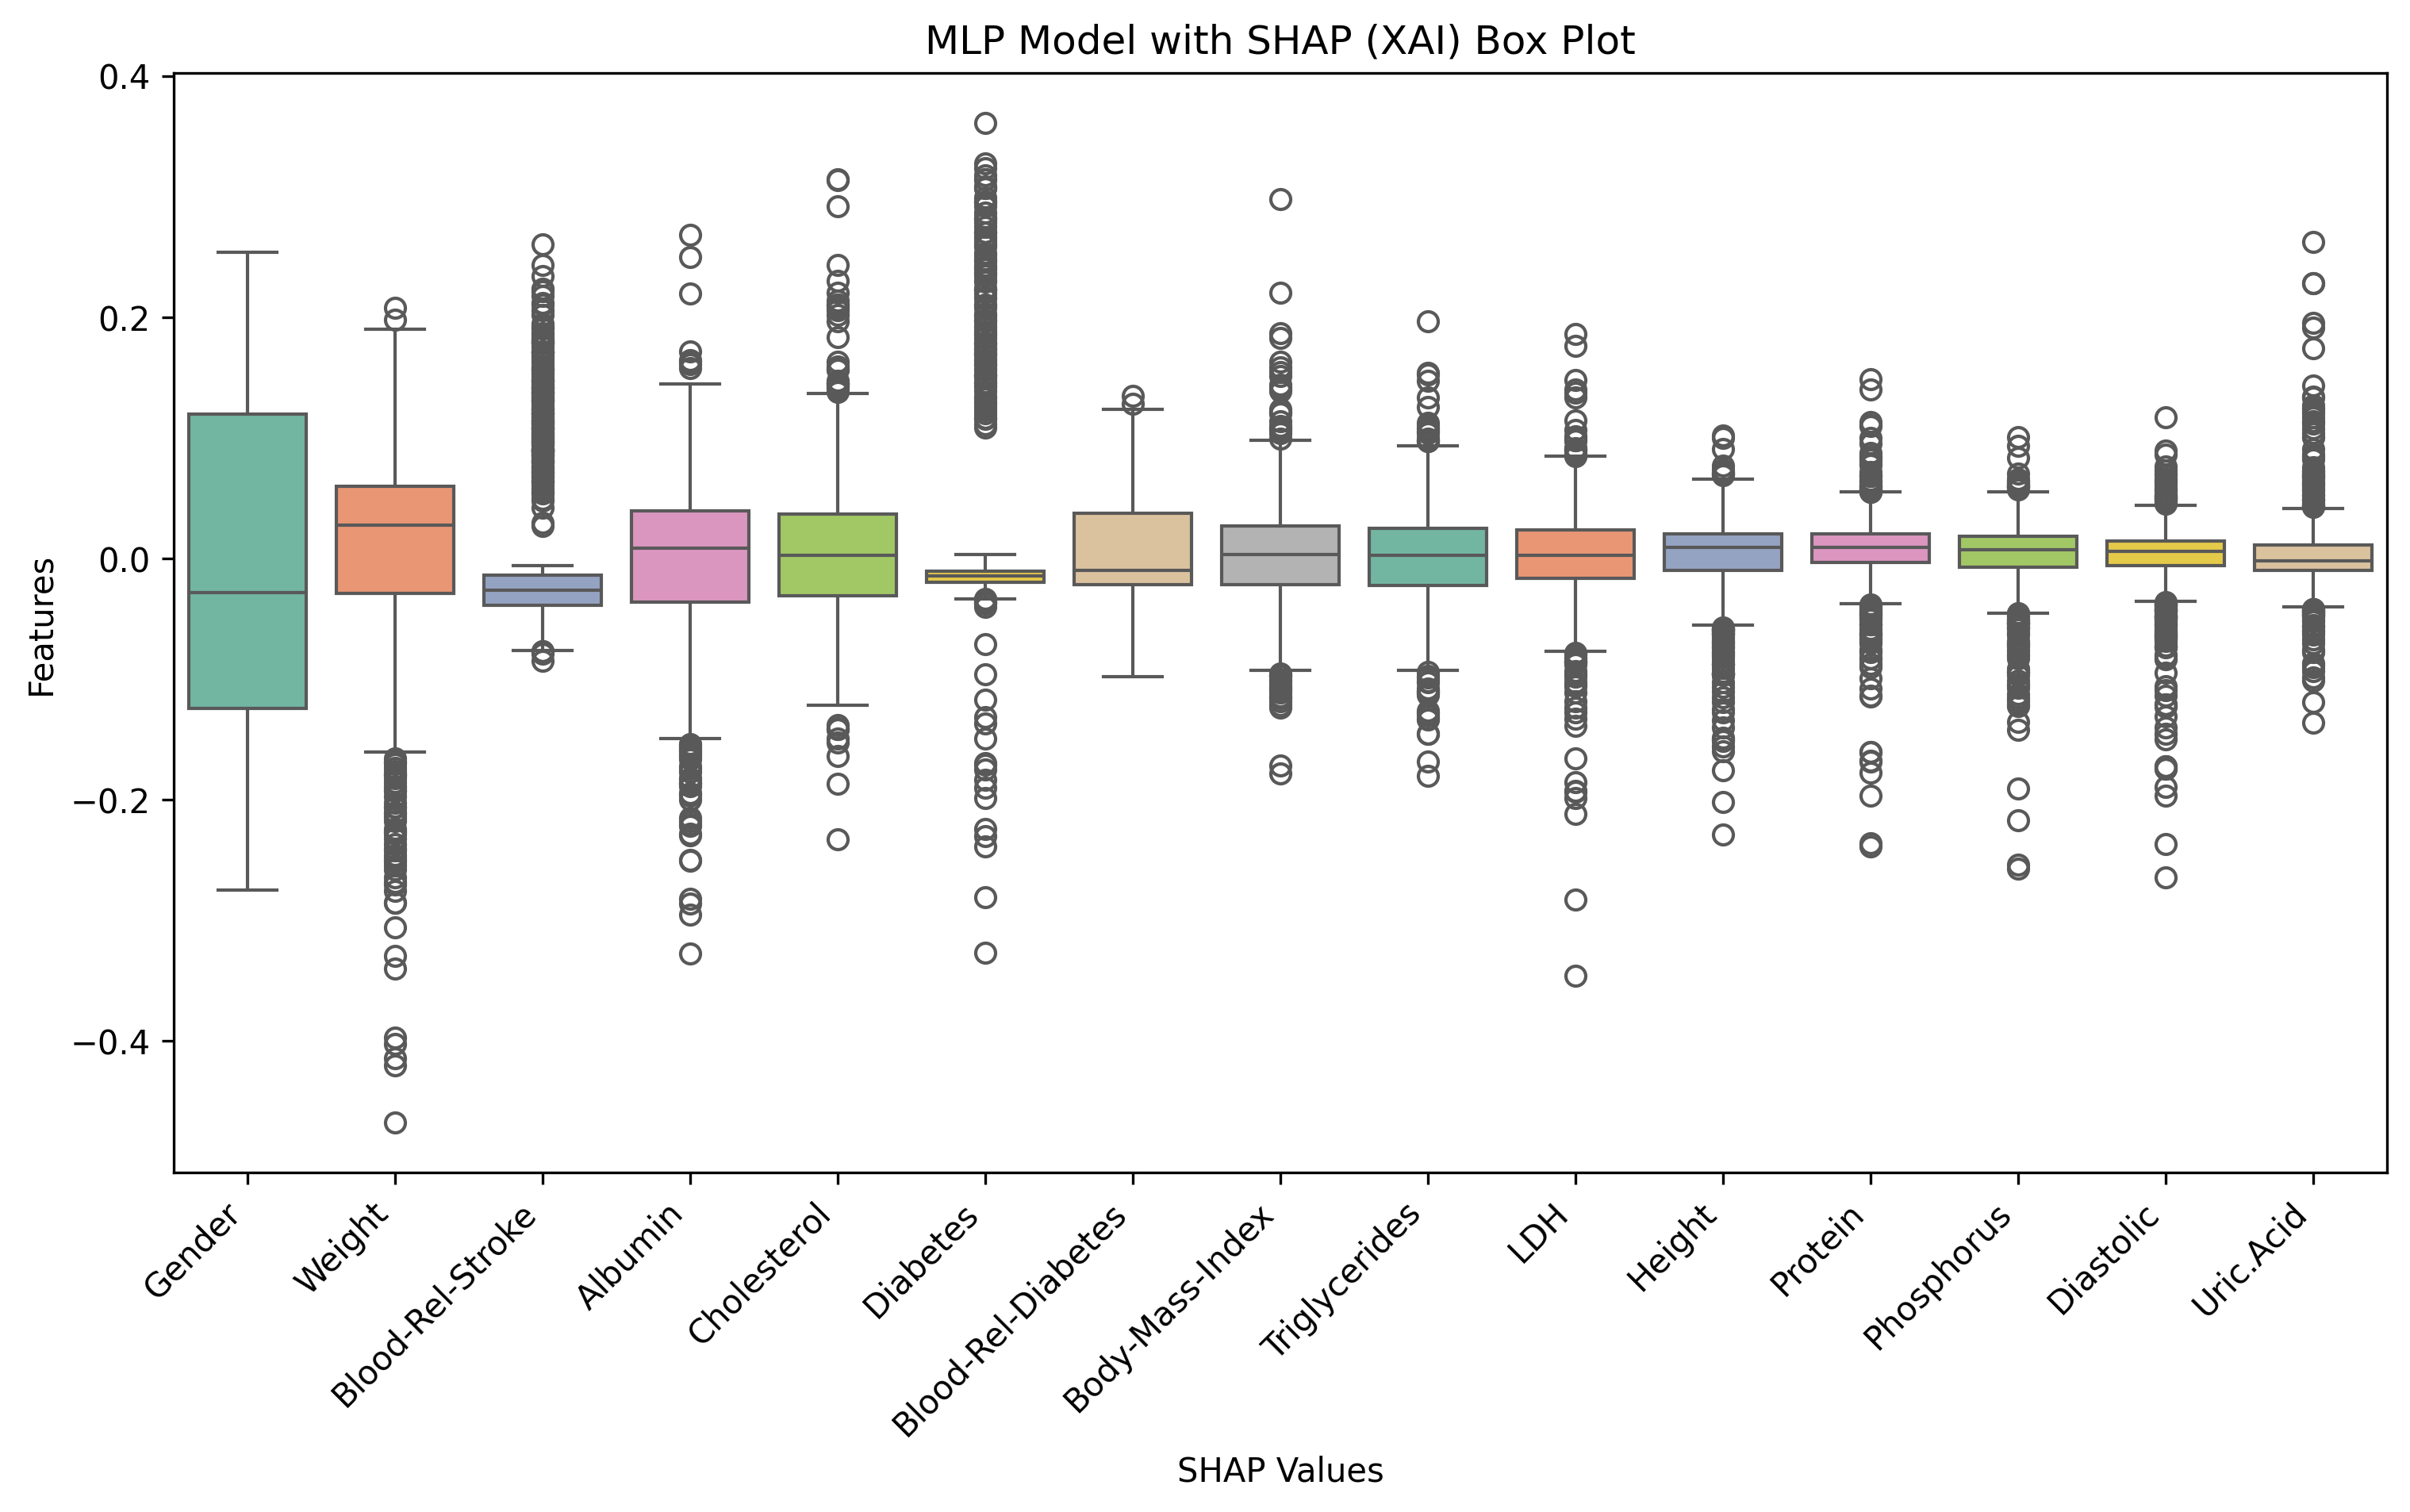 MLP Model with SHAP (XAI) Box Plot
Features
0.4
0.2
0.0
−0.2
−0.4
Gender
Weight
Blood-Rel-Stroke
Albumin
Cholesterol
Diabetes
Blood-Rel-Diabetes
Body-Mass-Index
Triglycerides
LDH
Height
Protein
Phosphorus
Diastolic
Uric.Acid
SHAP Values